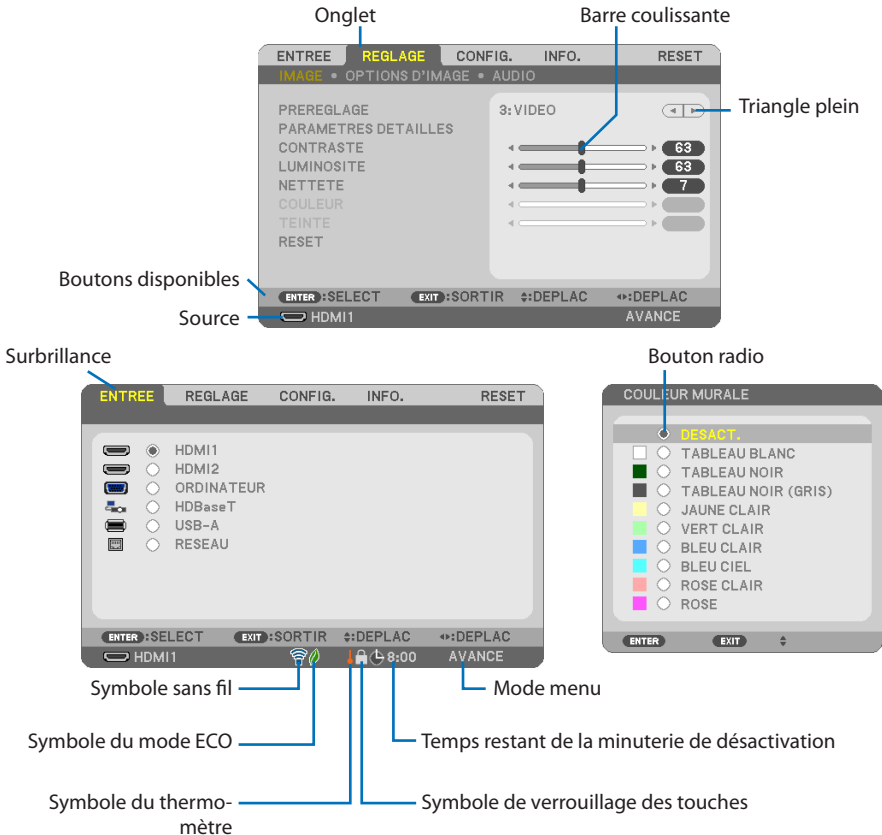 Onglet Barre coulissante
ENTREE REGLAGE CONFIG. INFO. RESET
IMAGE • OPTIONS D'IMAGE • AUDIO
PREREGLAGE 3:VIDEO
Triangle plein
PARAMETRES DETAILLES
CONTRASTE 63
LUMINOSITE 63
NETTETE 7
COULEUR
TEINTE
RESET
Boutons disponibles
ENTER :SELECT EXIT :SORTIR :DEPLAC :DEPLAC
Source
HDMI1 AVANCE
Surbrillance Bouton radio
ENTREE REGLAGE CONFIG. INFO. RESET
HDMI1
HDMI2
ORDINATEUR
HDBaseT
USB-A
RESEAU
ENTER :SELECT EXIT :SORTIR :DEPLAC :DEPLAC
HDMI1 8:00 AVANCE
COULEUR MURALE
DESACT.
TABLEAU BLANC
TABLEAU NOIR
TABLEAU NOIR (GRIS)
JAUNE CLAIR
VERT CLAIR
BLEU CLAIR
BLEU CIEL
ROSE CLAIR
ROSE
ENTER EXIT
Symbole sans fil Mode menu
Symbole du mode ECO Temps restant de la minuterie de désactivation
Symbole du thermo-
mètre
Symbole de verrouillage des touches